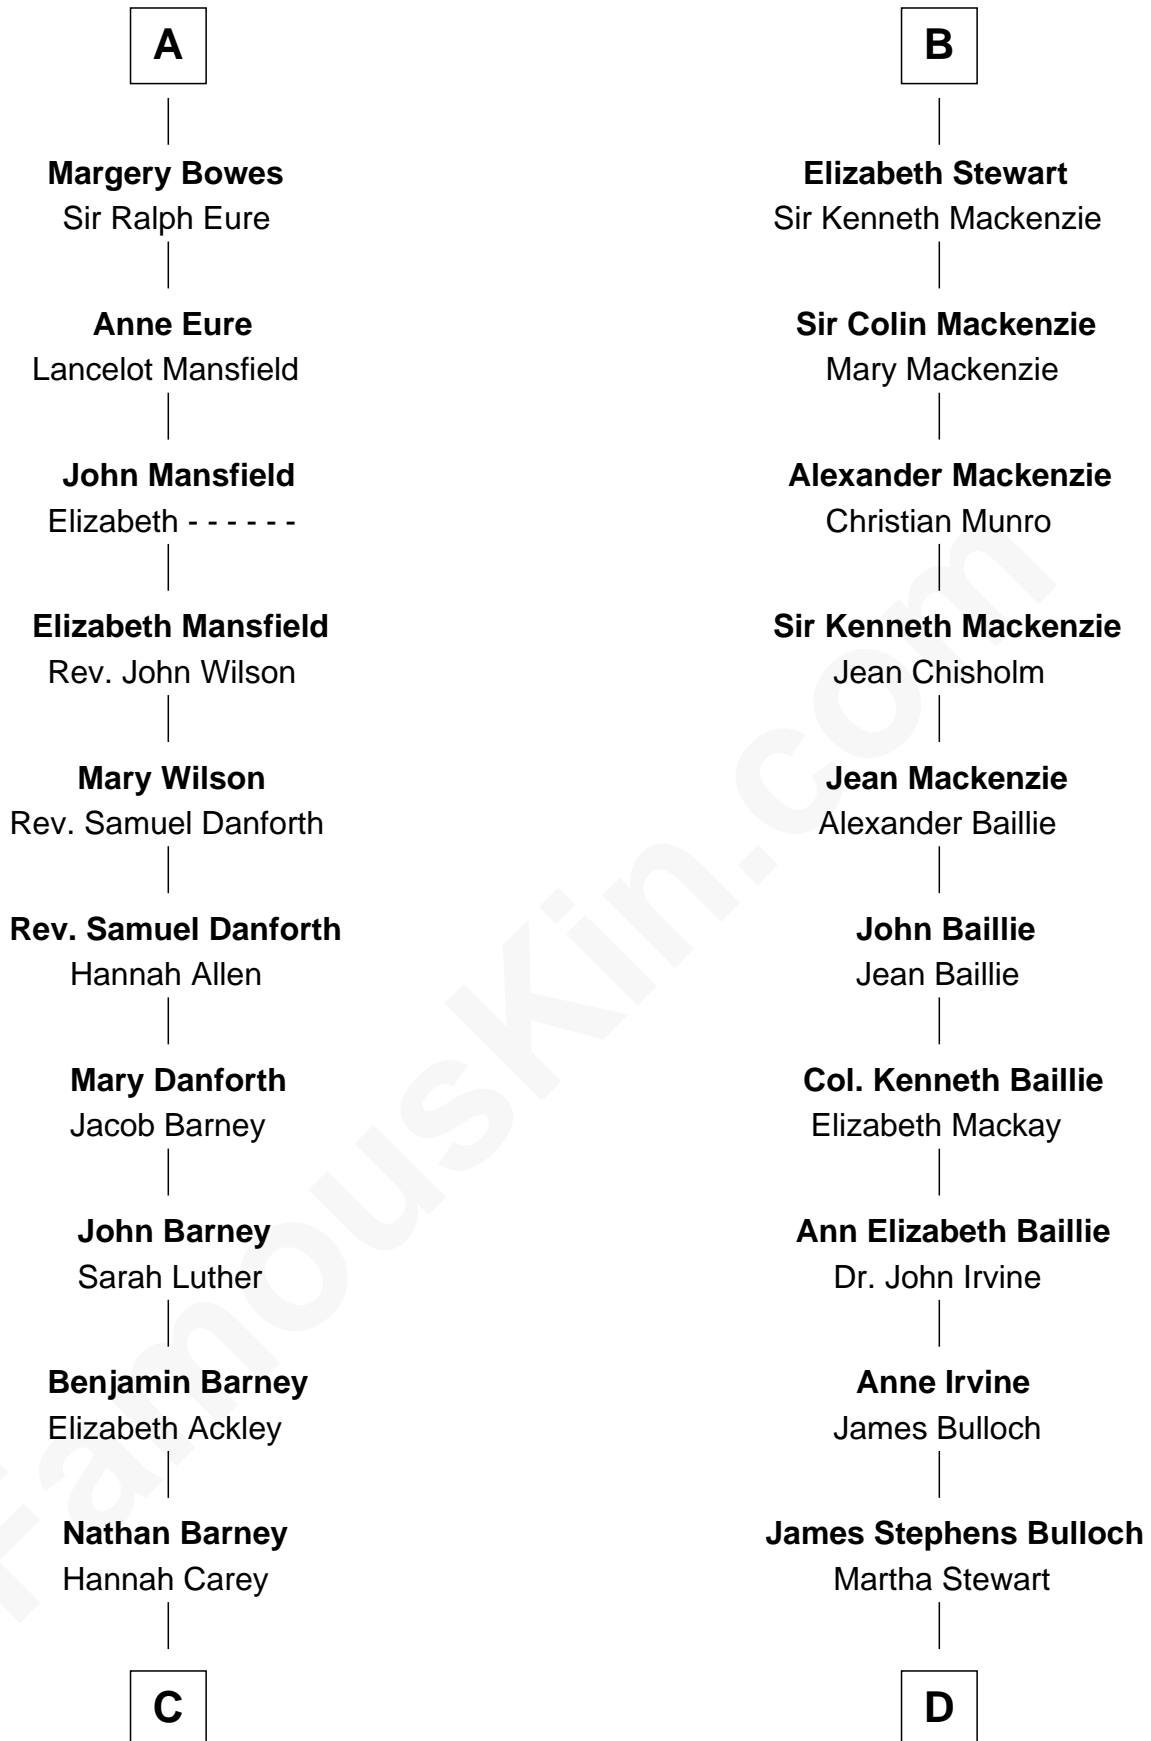 A
Margery Bowes
Sir Ralph Eure
Anne Eure
Lancelot Mansfield
John Mansfield
Elizabeth - - - - - -
Elizabeth Mansfield
Rev. John Wilson
Mary Wilson
Rev. Samuel Danforth
Rev. Samuel Danforth
Hannah Allen
Mary Danforth
Jacob Barney
John Barney
Sarah Luther
Benjamin Barney
Elizabeth Ackley
Nathan Barney
Hannah Carey
C
B
Elizabeth Stewart
Sir Kenneth Mackenzie
Sir Colin Mackenzie
Mary Mackenzie
Alexander Mackenzie
Christian Munro
Sir Kenneth Mackenzie
Jean Chisholm
Jean Mackenzie
Alexander Baillie
John Baillie
Jean Baillie
Col. Kenneth Baillie
Elizabeth Mackay
Ann Elizabeth Baillie
Dr. John Irvine
Anne Irvine
James Bulloch
James Stephens Bulloch
Martha Stewart
D
FamousKin.com